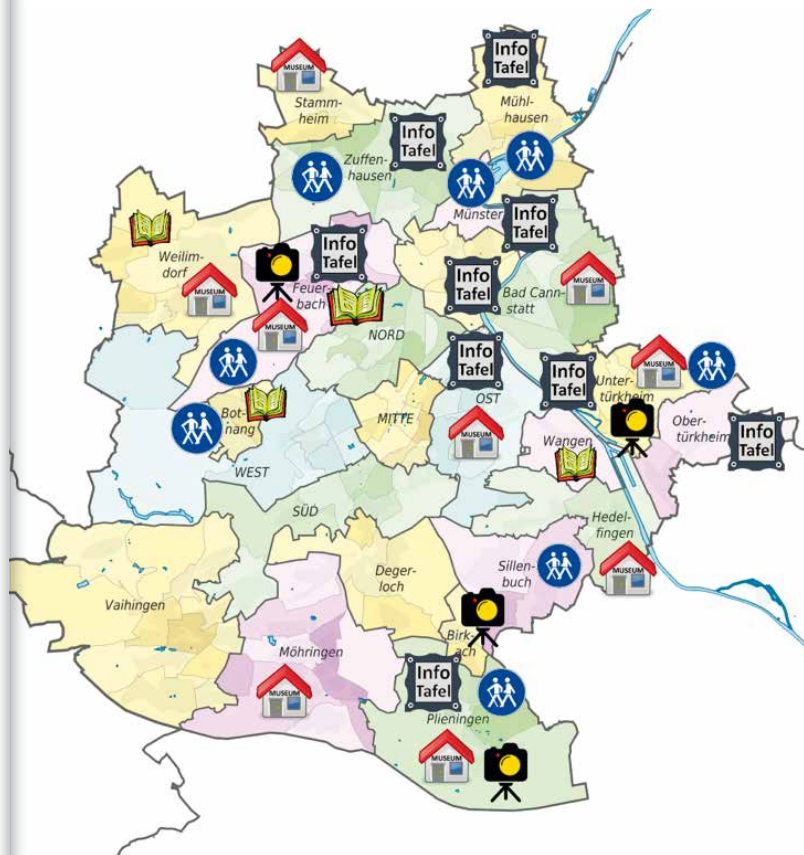 Info
Tafel
MUSEUM
Stamm-
heim
Mühl-
hausen
Info
Tafel
Zuffen-
hausen
Münster
Info
Tafel
Weilim-
dorf
Info
Tafel
MUSEUM
Feuer-
bach
Info
Tafel
Bad Cann-
statt
MUSEUM
MUSEUM
NORD
Info
Tafel
Info
Tafel
MUSEUM
Unter-
türkheim
OST
Bot-
nang
MITTE
MUSEUM
Wangen
Ober-
türkheim
Info
Tafel
WEST
SÜD
Hedel-
fingen
MUSEUM
Deger-
loch
Sillen-
buch
Vaihingen
Birk-
ach
Möhringen
MUSEUM
Info
Tafel
Plieningen
MUSEUM